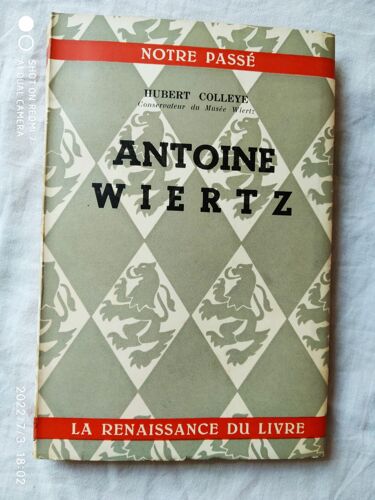 NOTRE PASSÉ
HUBERT COLLEYE
Conservateur du Musée Wiertz
ANTOINE
WIERTZ
LA RENAISSANCE DU LIVRE
SHOT ON REDMI 7
AI DUAL CAMERA
2022/7/3 18:02